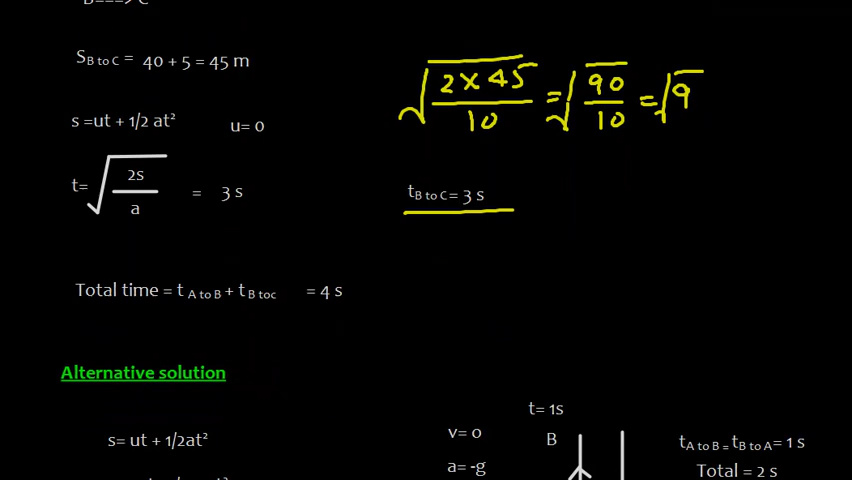 B===> C
S B to C = 40 + 5 = 45 m
√(2 × 45 / 10) = √(90 / 10) = √9
s =ut + 1/2 at²
u= 0
t= √(2s / a) = 3 s
t B to C = 3 s
Total time = t A to B + t B toc = 4 s
Alternative solution
t= 1s
s= ut + 1/2at²
v= 0
B
t A to B = t B to A = 1 s
a= -g
Total = 2 s